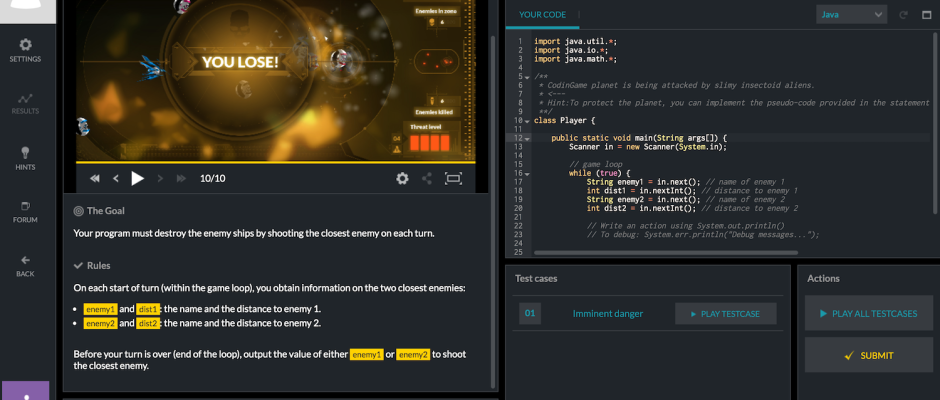 SETTINGS
RESULTS
HINTS
FORUM
BACK
Enemies in zone
YOU LOSE!
Enemies killed
Threat level
10/10
The Goal
Your program must destroy the enemy ships by shooting the closest enemy on each turn.
Rules
On each start of turn (within the game loop), you obtain information on the two closest enemies:
enemy1 and dist1: the name and the distance to enemy 1.
enemy2 and dist2: the name and the distance to enemy 2.
Before your turn is over (end of the loop), output the value of either enemy1 or enemy2 to shoot
the closest enemy.
YOUR CODE
Java
1 import java.util.*;
2 import java.io.*;
3 import java.math.*;
4
5 /**
6 * CodinGame planet is being attacked by slimy insectoid aliens.
7 * <---
8 * Hint:To protect the planet, you can implement the pseudo-code provided in the statement
9 **/
10 class Player {
11
12 public static void main(String args[]) {
13 Scanner in = new Scanner(System.in);
14
15 // game loop
16 while (true) {
17 String enemy1 = in.next(); // name of enemy 1
18 int dist1 = in.nextInt(); // distance to enemy 1
19 String enemy2 = in.next(); // name of enemy 2
20 int dist2 = in.nextInt(); // distance to enemy 2
21
22 // Write an action using System.out.println()
23 // To debug: System.err.println("Debug messages...");
24
25
Test cases
01 Imminent danger
PLAY TESTCASE
Actions
PLAY ALL TESTCASES
SUBMIT